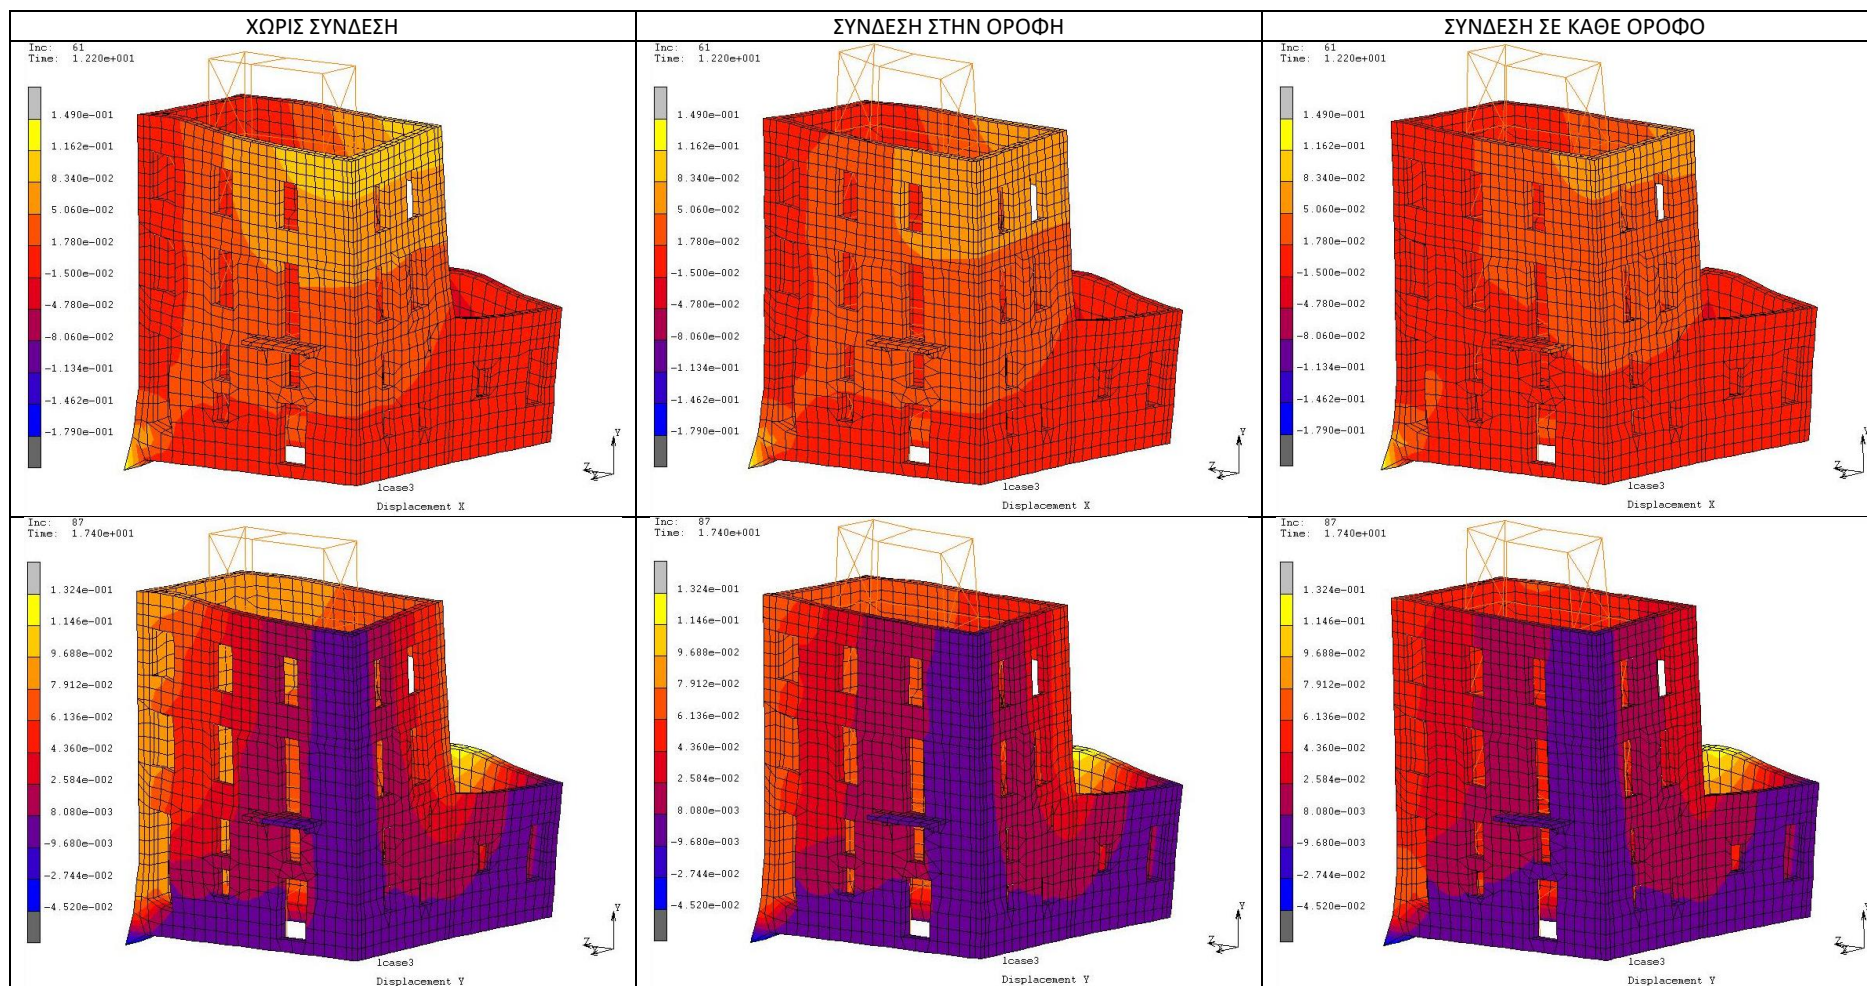 ΧΩΡΙΣ ΣΥΝΔΕΣΗ
ΣΥΝΔΕΣΗ ΣΤΗΝ ΟΡΟΦΗ
ΣΥΝΔΕΣΗ ΣΕ ΚΑΘΕ ΟΡΟΦΟ
Inc: 61
Time: 1.220e+001
1.490e-001
1.162e-001
8.340e-002
5.060e-002
1.780e-002
-1.500e-002
-4.780e-002
-8.060e-002
-1.134e-001
-1.462e-001
-1.790e-001
Y
Z X
lcase3
Displacement X
Inc: 61
Time: 1.220e+001
1.490e-001
1.162e-001
8.340e-002
5.060e-002
1.780e-002
-1.500e-002
-4.780e-002
-8.060e-002
-1.134e-001
-1.462e-001
-1.790e-001
Y
Z X
lcase3
Displacement X
Inc: 61
Time: 1.220e+001
1.490e-001
1.162e-001
8.340e-002
5.060e-002
1.780e-002
-1.500e-002
-4.780e-002
-8.060e-002
-1.134e-001
-1.462e-001
-1.790e-001
Y
Z X
lcase3
Displacement X
Inc: 87
Time: 1.740e+001
1.324e-001
1.146e-001
9.688e-002
7.912e-002
6.136e-002
4.360e-002
2.584e-002
8.080e-003
-9.680e-003
-2.744e-002
-4.520e-002
Y
Z X
lcase3
Displacement Y
Inc: 87
Time: 1.740e+001
1.324e-001
1.146e-001
9.688e-002
7.912e-002
6.136e-002
4.360e-002
2.584e-002
8.080e-003
-9.680e-003
-2.744e-002
-4.520e-002
Y
Z X
lcase3
Displacement Y
Inc: 87
Time: 1.740e+001
1.324e-001
1.146e-001
9.688e-002
7.912e-002
6.136e-002
4.360e-002
2.584e-002
8.080e-003
-9.680e-003
-2.744e-002
-4.520e-002
Y
Z X
lcase3
Displacement Y